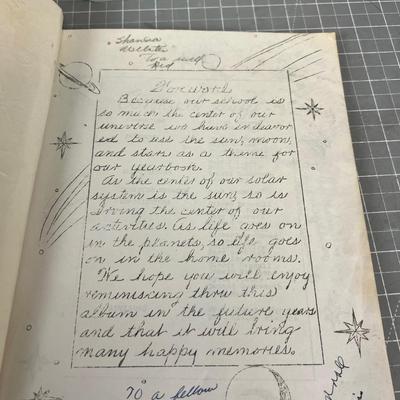 To a swell
kid
Foreword
Because our school is
so much the center of our
universe we have endeavor
ed to use the sun, moon,
and stars as a theme for
our yearbook.
As the center of our solar
system is the sun, so is
Irving the center of our
activities. As life goes on
in the planets, so life goes
on in the home rooms.
We hope you will enjoy
reminiscing thru this
album in the future years
and that it will bring
many happy memories.
To a fellow